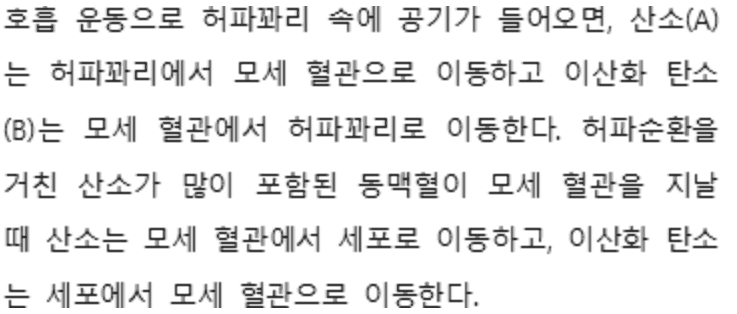 호흡 운동으로 허파꽈리 속에 공기가 들어오면, 산소(A)
는 허파꽈리에서 모세 혈관으로 이동하고 이산화 탄소
(B)는 모세 혈관에서 허파꽈리로 이동한다. 허파순환을
거친 산소가 많이 포함된 동맥혈이 모세 혈관을 지날
때 산소는 모세 혈관에서 세포로 이동하고, 이산화 탄소
는 세포에서 모세 혈관으로 이동한다.